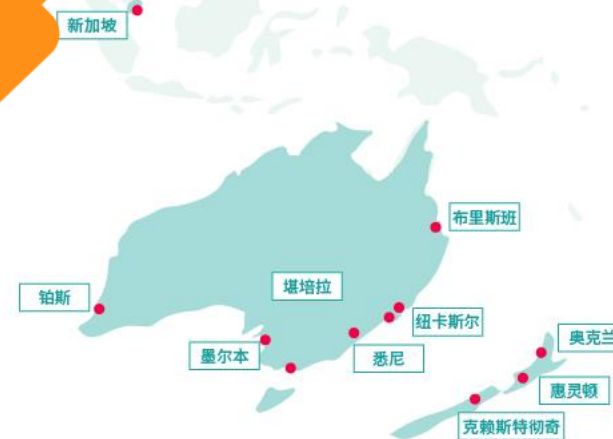 新加坡
布里斯班
堪培拉
铂斯
纽卡斯尔
墨尔本
悉尼
奥克兰
惠灵顿
克赖斯特彻奇